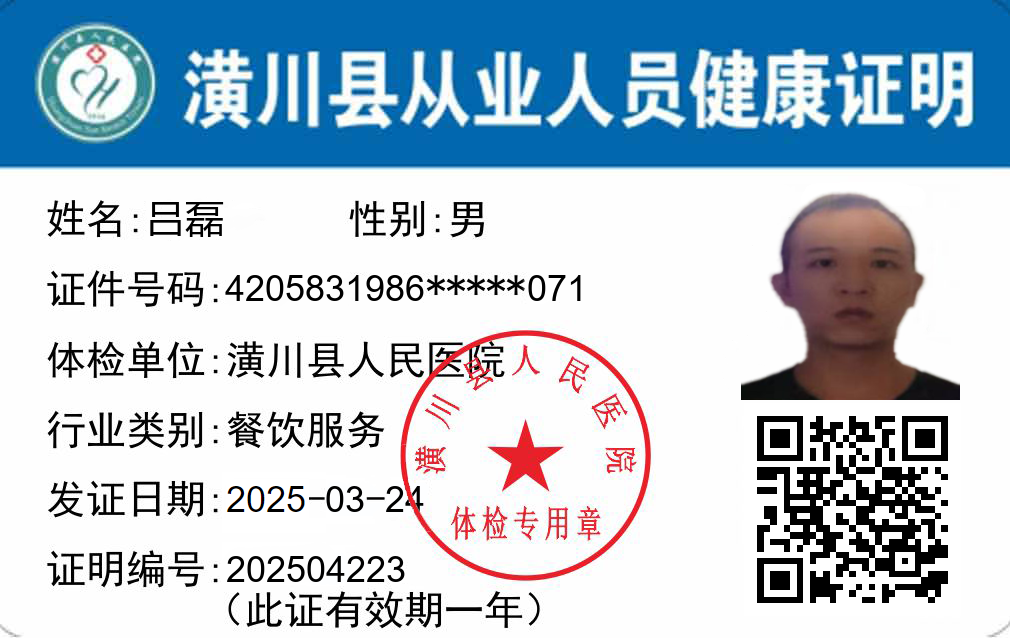 潢川县从业人员健康证明
姓名:吕磊 性别:男
证件号码:4205831986*****071
体检单位:潢川县人民医院
行业类别:餐饮服务
发证日期:2025-03-24
证明编号:202504223
(此证有效期一年)
潢川县人民医院
体检专用章